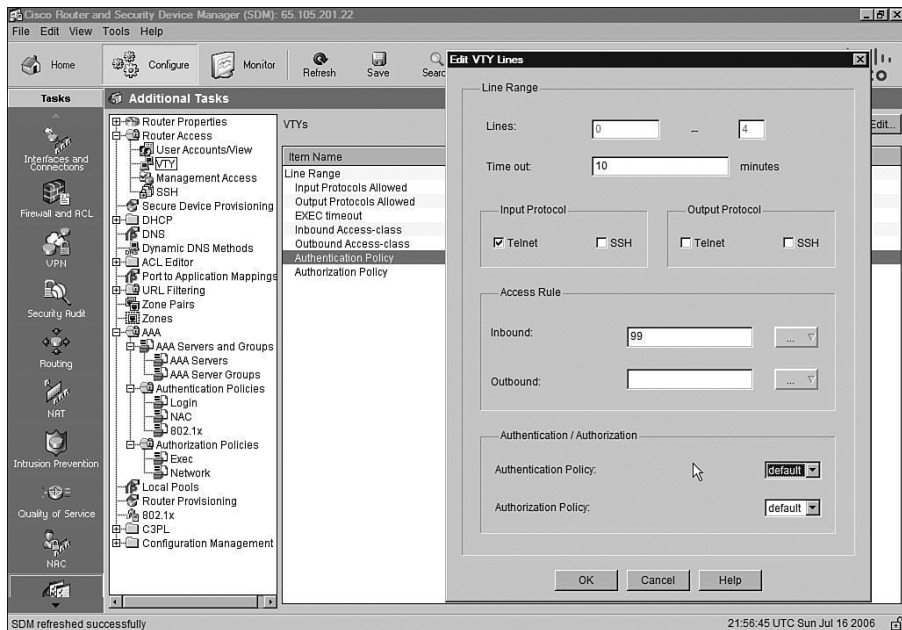 Cisco Router and Security Device Manager (SDM): 65.105.201.22
File Edit View Tools Help
Home
Configure
Monitor
Refresh
Save
Searc
Tasks
Additional Tasks
Interfaces and Connections
Firewall and ACL
VPN
Security Audit
Routing
NAT
Intrusion Prevention
Quality of Service
NAC
Router Properties
Router Access
User Accounts/View
VTY
Management Access
SSH
Secure Device Provisioning
DHCP
DNS
Dynamic DNS Methods
ACL Editor
Port to Application Mappings
URL Filtering
Zone Pairs
Zones
AAA
AAA Servers and Groups
AAA Servers
AAA Server Groups
Authentication Policies
Login
NAC
802.1x
Authorization Policies
Exec
Network
Local Pools
Router Provisioning
802.1x
C3PL
Configuration Management
VTYs
Edit...
Item Name
Line Range
Input Protocols Allowed
Output Protocols Allowed
EXEC timeout
Inbound Access-class
Outbound Access-class
Authentication Policy
Authorization Policy
Edit VTY Lines
Line Range
Lines: 0 -- 4
Time out: 10 minutes
Input Protocol
Telnet SSH
Output Protocol
Telnet SSH
Access Rule
Inbound: 99 ...
Outbound: ...
Authentication / Authorization
Authentication Policy: default
Authorization Policy: default
OK Cancel Help
SDM refreshed successfully
21:56:45 UTC Sun Jul 16 2006